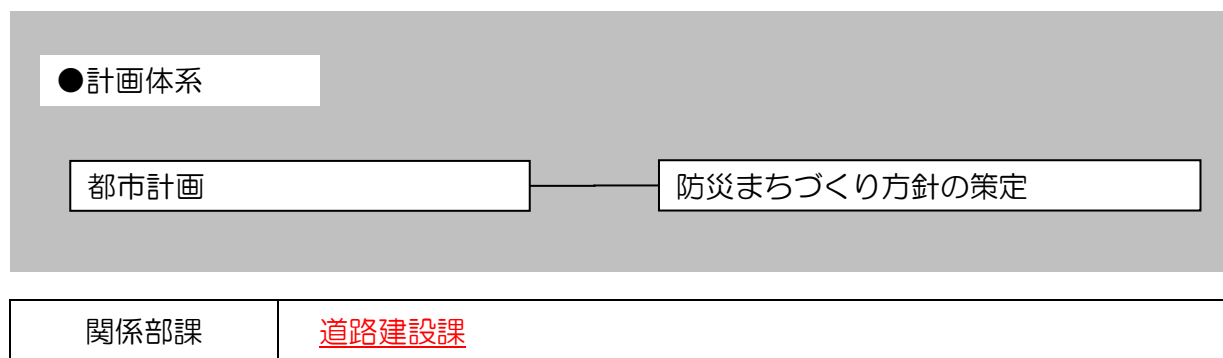 ●計画体系
都市計画
防災まちづくり方針の策定
関係部課
道路建設課